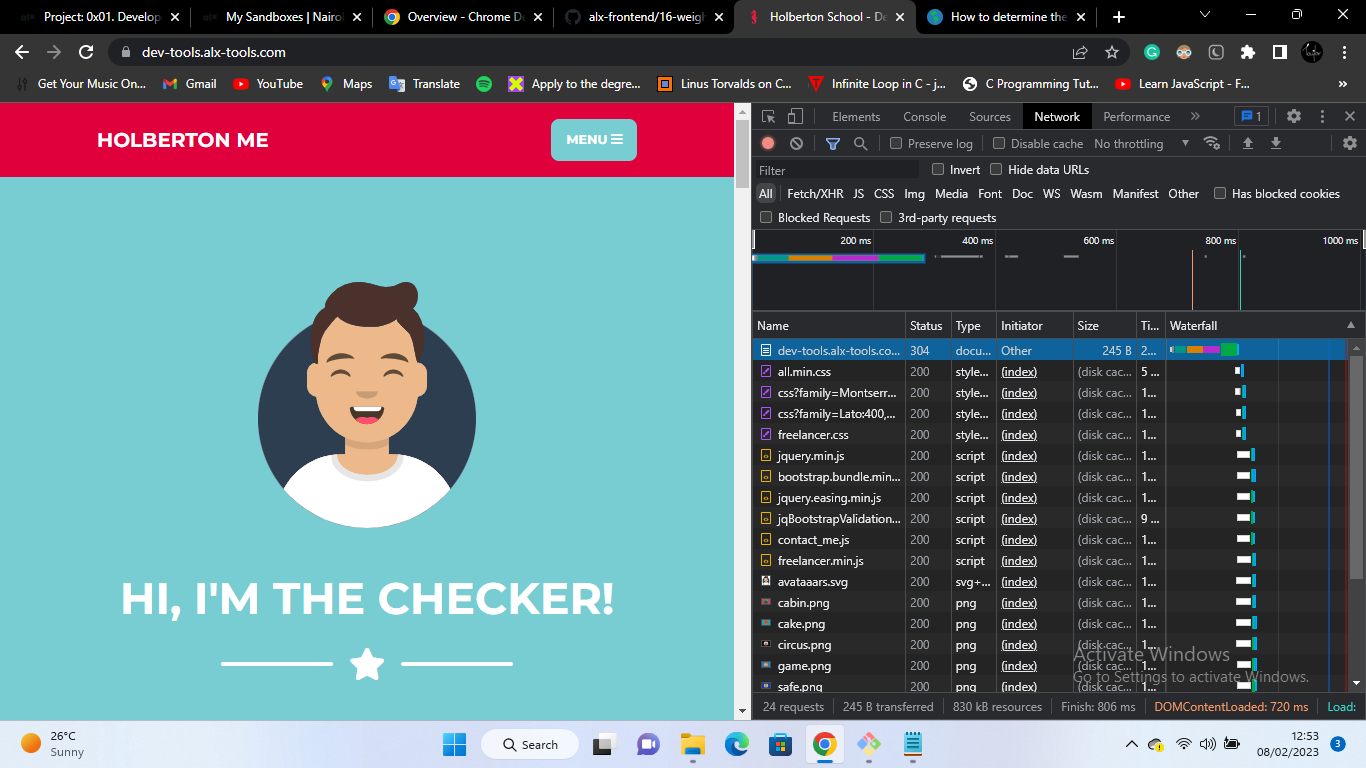 Project: 0x01. Develop
My Sandboxes | Nairol
Overview - Chrome De
alx-frontend/16-weigh
Holberton School - De
How to determine the
dev-tools.alx-tools.com
Get Your Music On...
Gmail
YouTube
Maps
Translate
Apply to the degre...
Linus Torvalds on C...
Infinite Loop in C - j...
C Programming Tut...
Learn JavaScript - F...
»
HOLBERTON ME
MENU
HI, I'M THE CHECKER!
Elements Console Sources Network Performance » 1
Preserve log Disable cache No throttling
Filter Invert Hide data URLs
All Fetch/XHR JS CSS Img Media Font Doc WS Wasm Manifest Other Has blocked cookies
Blocked Requests 3rd-party requests
200 ms 400 ms 600 ms 800 ms 1000 ms
Name Status Type Initiator Size Ti... Waterfall
dev-tools.alx-tools.co... 304 docu... Other 245 B 2...
all.min.css 200 style... (index) (disk cac... 5 ...
css?family=Montserr... 200 style... (index) (disk cac... 1...
css?family=Lato:400,... 200 style... (index) (disk cac... 1...
freelancer.css 200 style... (index) (disk cac... 1...
jquery.min.js 200 script (index) (disk cac... 1...
bootstrap.bundle.min... 200 script (index) (disk cac... 1...
jquery.easing.min.js 200 script (index) (disk cac... 1...
jqBootstrapValidation... 200 script (index) (disk cac... 9 ...
contact_me.js 200 script (index) (disk cac... 1...
freelancer.min.js 200 script (index) (disk cac... 1...
avataaars.svg 200 svg+... (index) (disk cac... 1...
cabin.png 200 png (index) (disk cac... 1...
cake.png 200 png (index) (disk cac... 1...
circus.png 200 png (index) (disk cac... 1...
game.png 200 png (index) (disk cac... 1...
safe.png 200 png (index) (disk cac... 1...
Activate Windows
Go to Settings to activate Windows.
24 requests 245 B transferred 830 kB resources Finish: 806 ms DOMContentLoaded: 720 ms Load:
26°C
Sunny
Search
12:53
08/02/2023
3